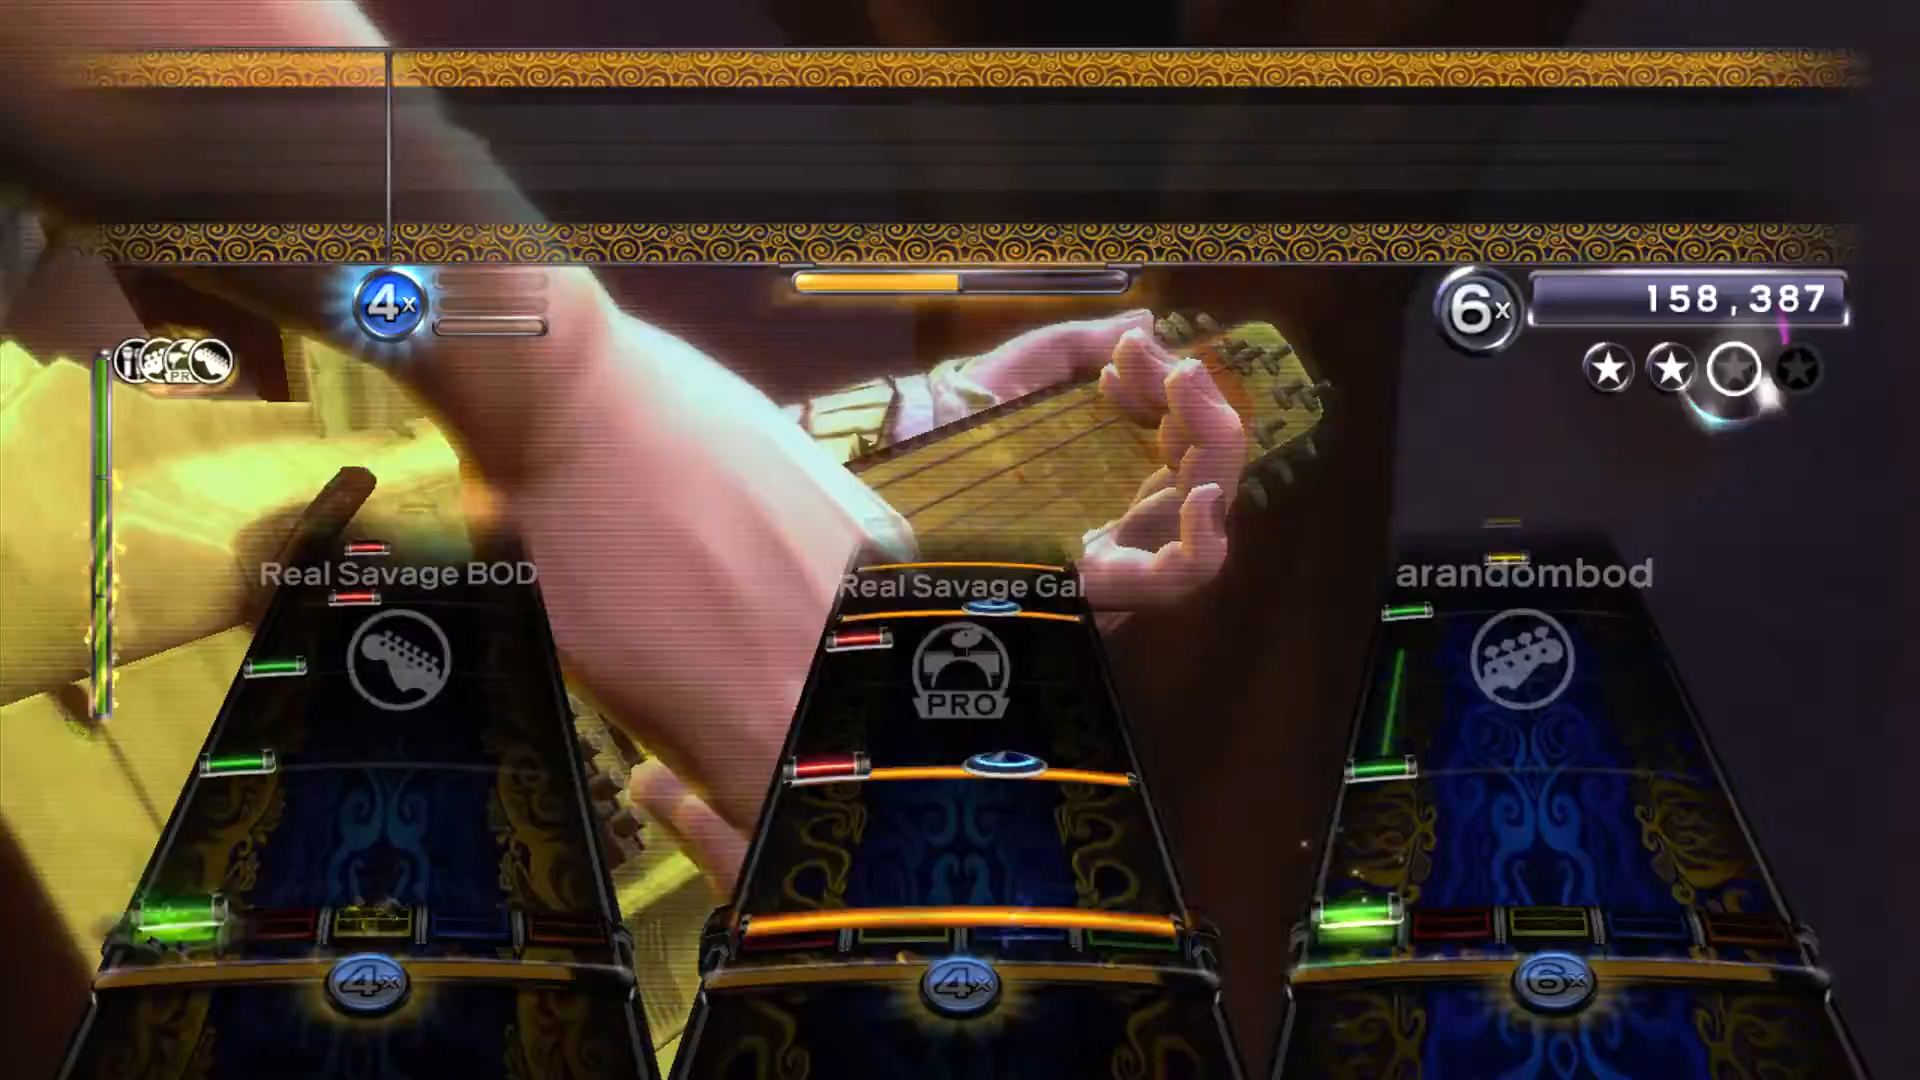 4x
6x
158,387
PR
Real Savage BOD
Real Savage Gal
arandombod
PRO
4x
4x
6x